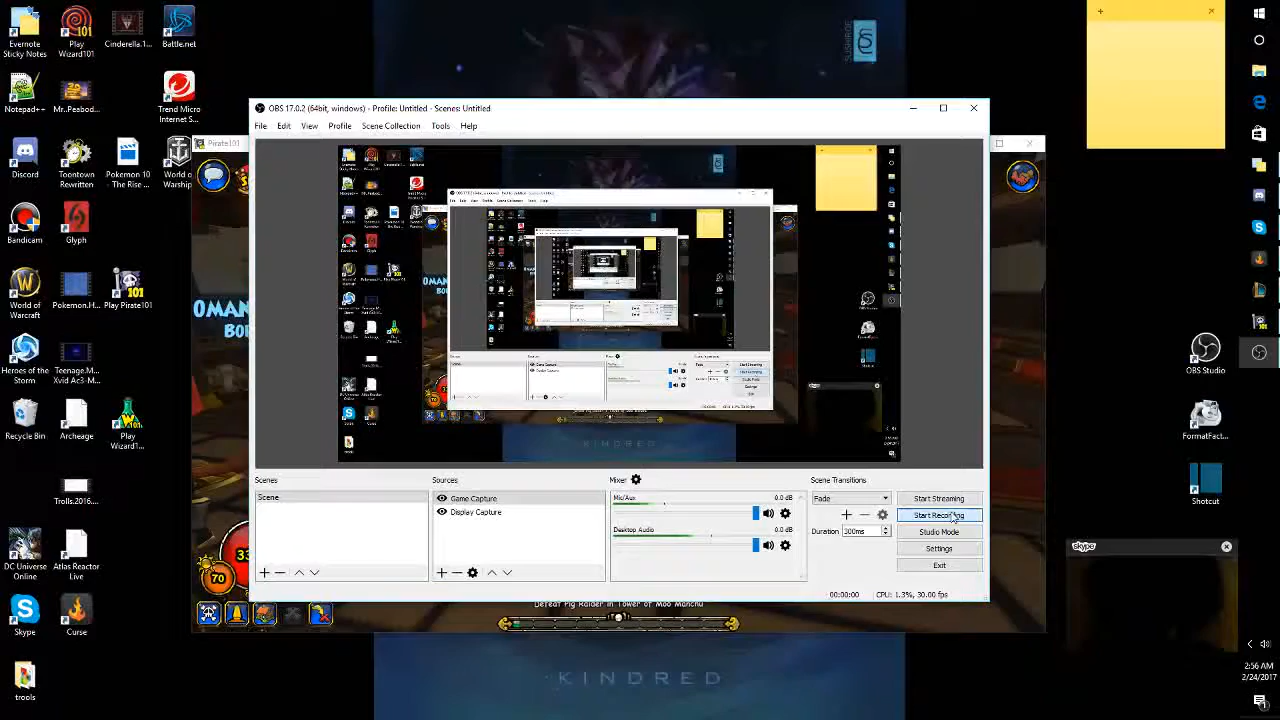 Evernote
Sticky Notes
Play
Wizard101
Cinderella.1...
Battle.net
Notepad++
Mr..Peabod...
Trend Micro
Internet S...
Discord
Toontown
Rewritten
Pokemon 10
- The Rise ...
World of
Warship...
Bandicam
Glyph
World of
Warcraft
Pokemon.H...
Play Pirate101
Heroes of
the Storm
Teenage.M...
Xvid Ac3-M...
Recycle Bin
Archeage
Play
Wizard1...
Trolls.2016....
DC Universe
Online
Atlas Reactor
Live
Skype
Curse
trools
Pirate101
OBS 17.0.2 (64bit, windows) - Profile: Untitled - Scenes: Untitled
File Edit View Profile Scene Collection Tools Help
KINDRED
Scenes
Scene
Sources
Game Capture
Display Capture
Mixer
Mic/Aux 0.0 dB
Desktop Audio 0.0 dB
Scene Transitions
Fade
Duration 300ms
Start Streaming
Start Recording
Studio Mode
Settings
Exit
00:00:00 CPU: 1.3%, 30.00 fps
70
Defeat Pig Raider in Tower of Moo Manchu
KINDRED
OBS Studio
FormatFact...
Shotcut
skype
2:56 AM
2/24/2017